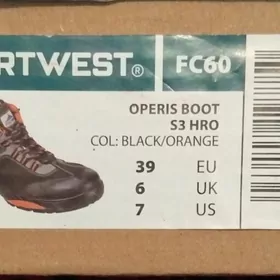 RTWEST®
FC60
OPERIS BOOT
S3 HRO
COL: BLACK/ORANGE
39 EU
6 UK
7 US